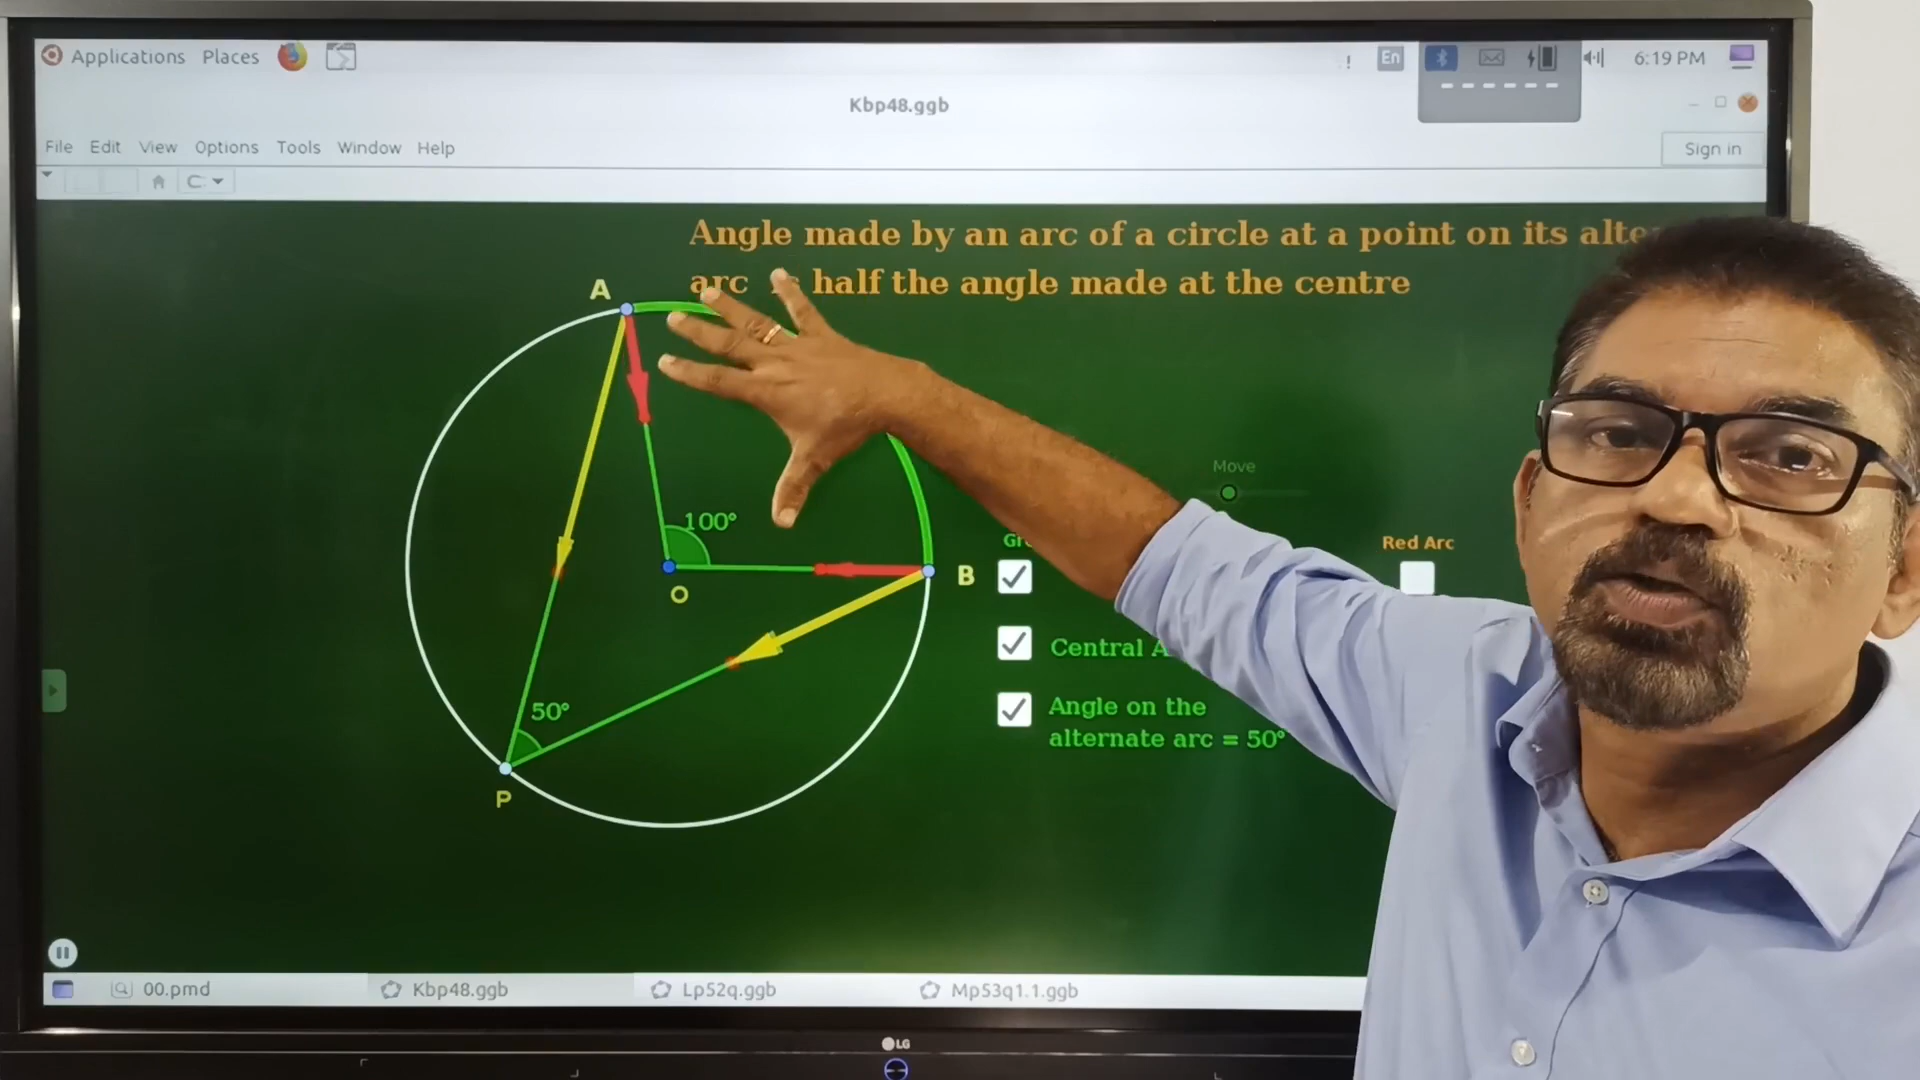 Applications Places
En
6:19 PM
Kbp48.ggb
File Edit View Options Tools Window Help
Sign in
C:
Angle made by an arc of a circle at a point on its
arc half the angle made at the centre
A
Move
100°
Red Arc
O
B
Central
50°
Angle on the
alternate arc = 50°
P
00.pmd
Kbp48.ggb
Lp52q.ggb
Mp53q1.1.ggb
LG